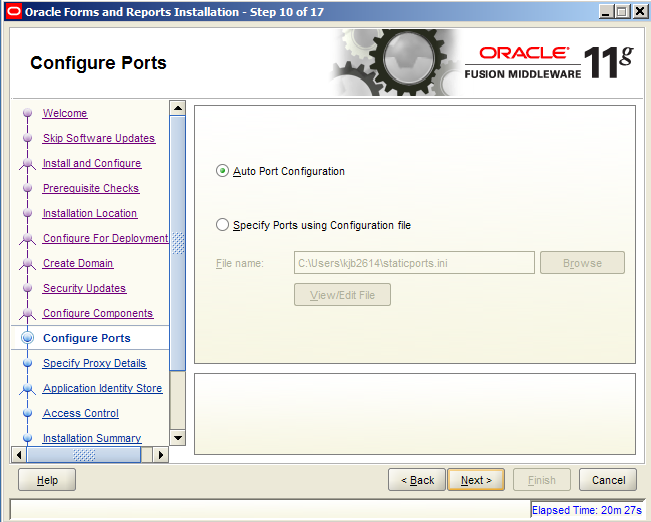 Oracle Forms and Reports Installation - Step 10 of 17
Configure Ports
ORACLE
FUSION MIDDLEWARE
11g
Welcome
Skip Software Updates
Install and Configure
Prerequisite Checks
Installation Location
Configure For Deployment
Create Domain
Security Updates
Configure Components
Configure Ports
Specify Proxy Details
Application Identity Store
Access Control
Installation Summary
Auto Port Configuration
Specify Ports using Configuration file
File name:
C:\Users\kjb2614\staticports.ini
Browse
View/Edit File
Help
< Back
Next >
Finish
Cancel
Elapsed Time: 20m 27s